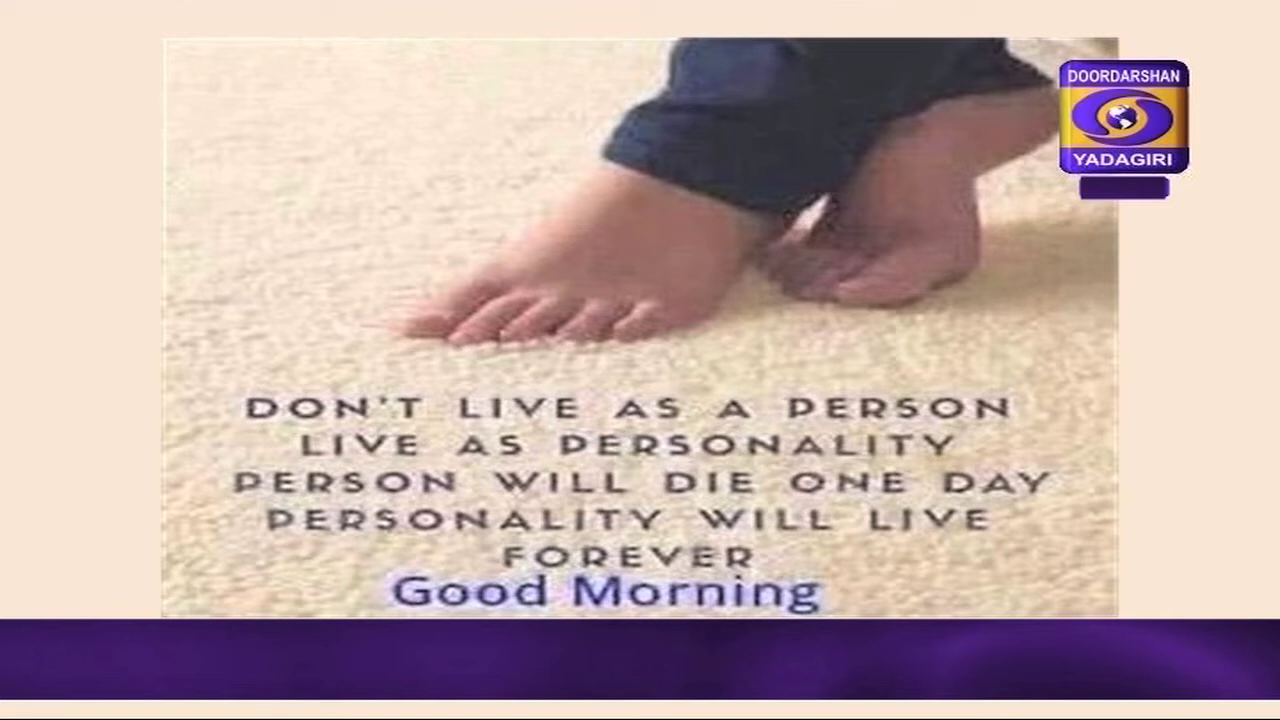 DOORDARSHAN
YADAGIRI
DON'T LIVE AS A PERSON
LIVE AS PERSONALITY
PERSON WILL DIE ONE DAY
PERSONALITY WILL LIVE
FOREVER
Good Morning